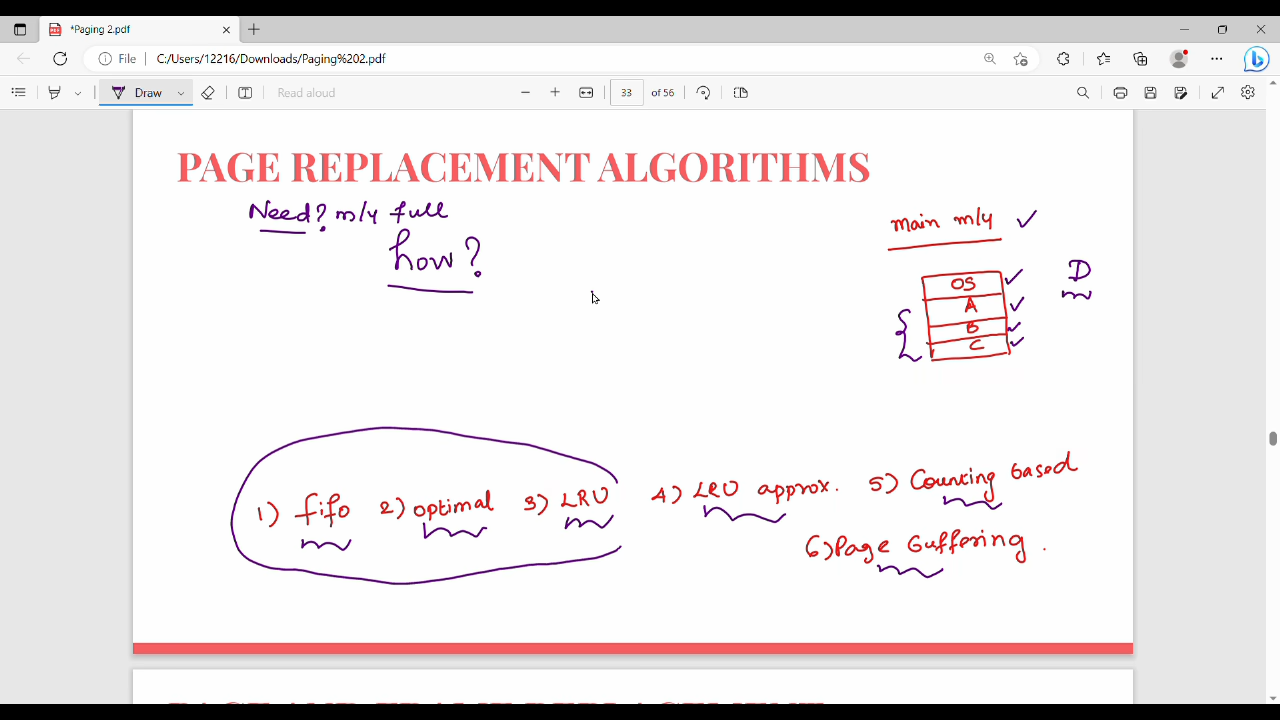 *Paging 2.pdf
File C:/Users/12216/Downloads/Paging%202.pdf
Draw Read aloud 33 of 56
PAGE REPLACEMENT ALGORITHMS
Need? m/y full
how?
main m/y
OS
A
B
C
D
1) fifo 2) optimal 3) LRU 4) LRU approx. 5) Counting based
6) Page Buffering.